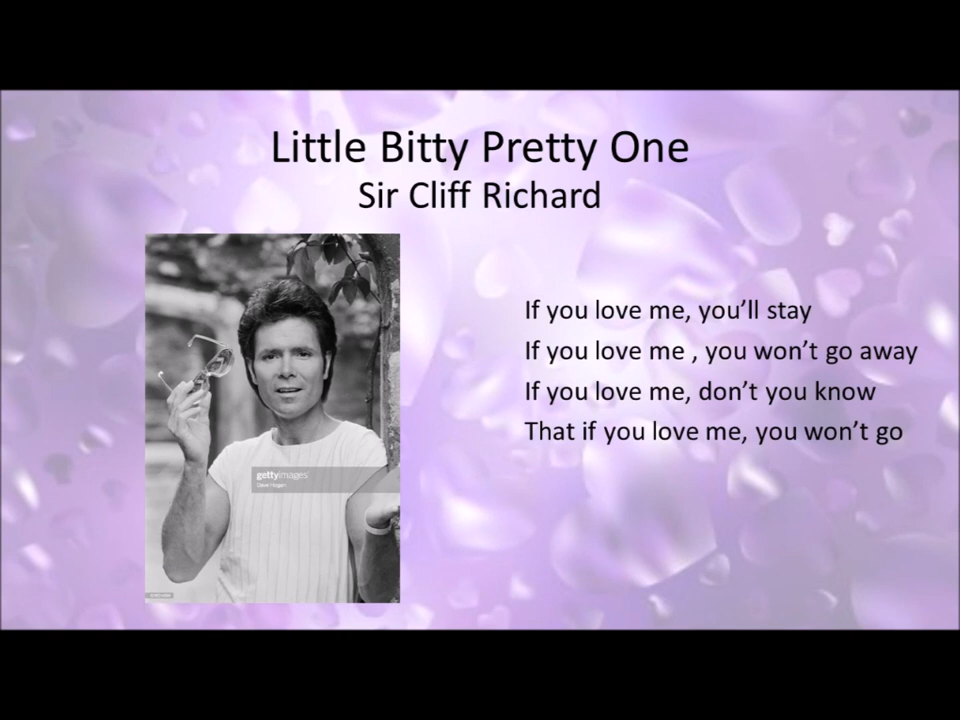 Little Bitty Pretty One
Sir Cliff Richard
If you love me, you’ll stay
If you love me , you won’t go away
If you love me, don’t you know
That if you love me, you won’t go
gettyimages
Dave Hogan